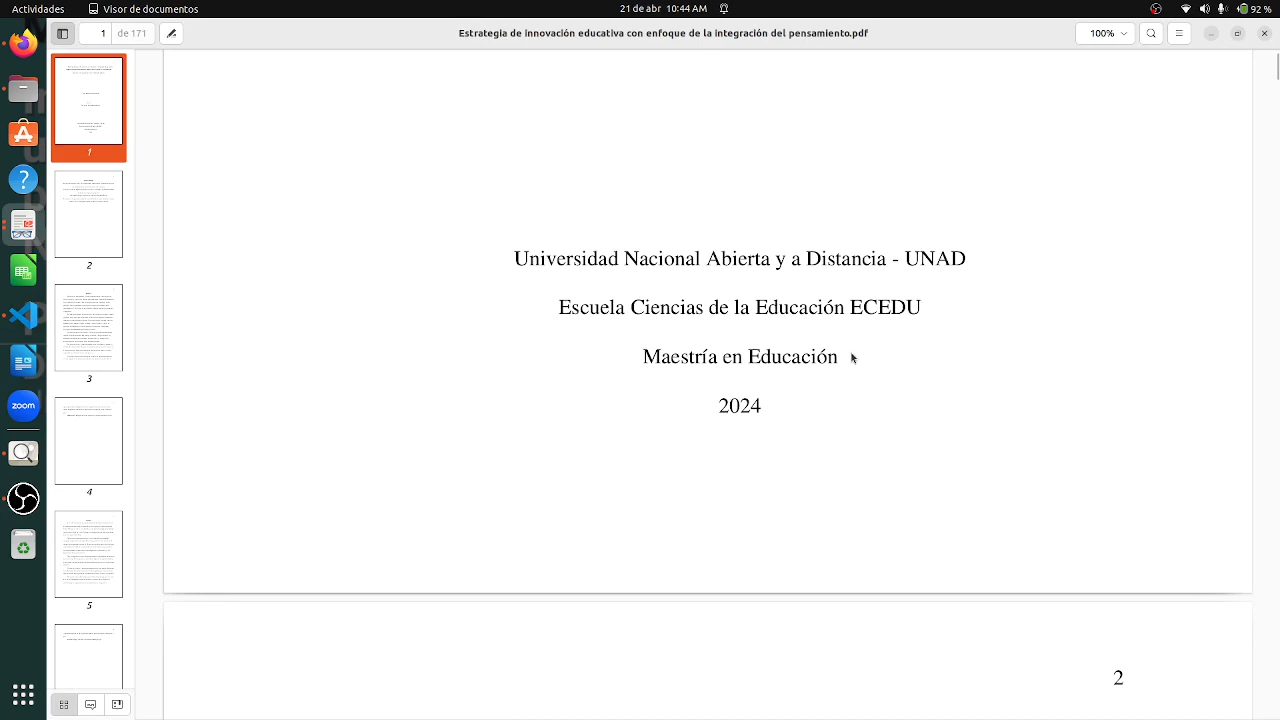 Actividades
Visor de documentos
21 de abr 10:44 AM
1
de 171
Estrategia de innovación educativa con enfoque de la integración del pensamiento.pdf
100%
1
2
3
4
5
Universidad Nacional Abierta y a Distancia - UNAD
Escuela Ciencias de la Educación ECEDU
Maestría en Educación
2024
2
zoom